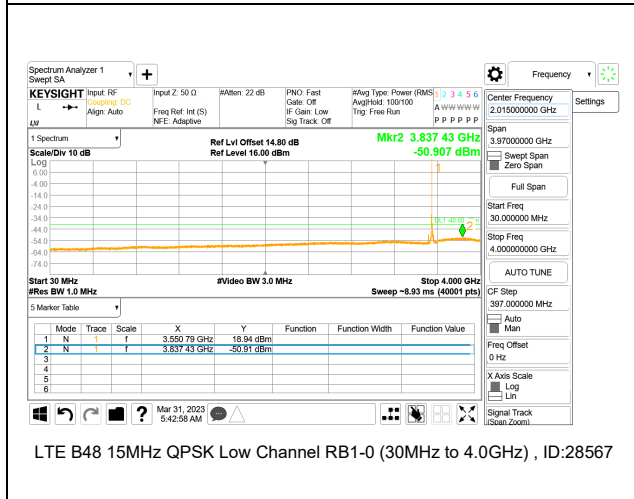 Spectrum Analyzer 1
Swept SA
+
Frequency
KEYSIGHT
L
LXI
Input: RF
Coupling: DC
Align: Auto
Input Z: 50 Ω
Freq Ref: Int (S)
NFE: Adaptive
#Atten: 22 dB
PNO: Fast
Gate: Off
IF Gain: Low
Sig Track: Off
#Avg Type: Power (RMS
Avg|Hold: 100/100
Trig: Free Run
1 2 3 4 5 6
A W W W W W
P P P P P P
1 Spectrum
Scale/Div 10 dB
Ref Lvl Offset 14.80 dB
Ref Level 16.00 dBm
Mkr2 3.837 43 GHz
-50.907 dBm
Log
6.00
-4.00
-14.0
-24.0
-34.0
-44.0
-54.0
-64.0
-74.0
1
2
Start 30 MHz
#Res BW 1.0 MHz
#Video BW 3.0 MHz
Stop 4.000 GHz
Sweep ~8.93 ms (40001 pts)
5 Marker Table
Mode Trace Scale X Y Function Function Width Function Value
1 N 1 f 3.550 79 GHz 18.94 dBm
2 N 1 f 3.837 43 GHz -50.91 dBm
3
4
5
6
Mar 31, 2023
5:42:58 AM
Center Frequency
2.015000000 GHz
Settings
Span
3.97000000 GHz
Swept Span
Zero Span
Full Span
Start Freq
30.000000 MHz
Stop Freq
4.000000000 GHz
AUTO TUNE
CF Step
397.000000 MHz
Auto
Man
Freq Offset
0 Hz
X Axis Scale
Log
Lin
Signal Track
(Span Zoom)
LTE B48 15MHz QPSK Low Channel RB1-0 (30MHz to 4.0GHz) , ID:28567